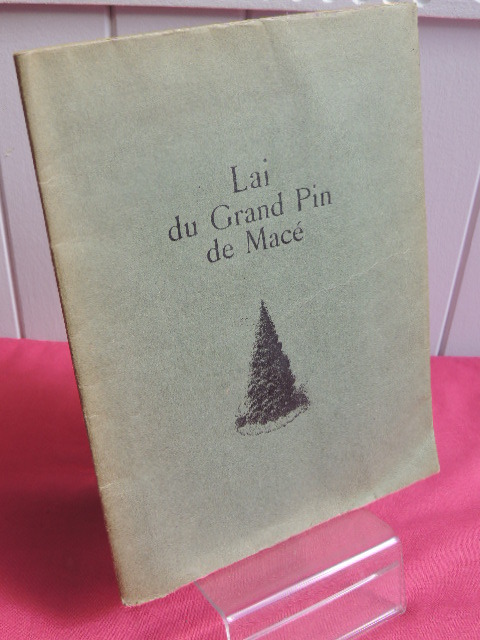 Lai
du Grand Pin
de Macé